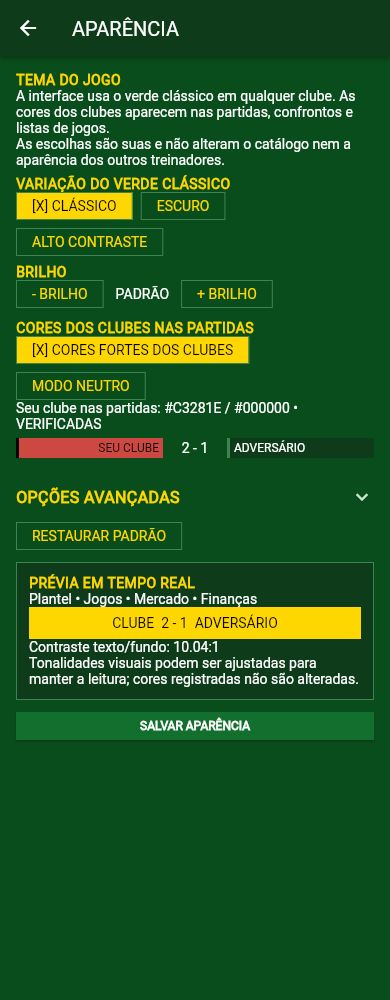 APARÊNCIA
TEMA DO JOGO
A interface usa o verde clássico em qualquer clube. As
cores dos clubes aparecem nas partidas, confrontos e
listas de jogos.
As escolhas são suas e não alteram o catálogo nem a
aparência dos outros treinadores.
VARIAÇÃO DO VERDE CLÁSSICO
[X] CLÁSSICO ESCURO
ALTO CONTRASTE
BRILHO
- BRILHO PADRÃO + BRILHO
CORES DOS CLUBES NAS PARTIDAS
[X] CORES FORTES DOS CLUBES
MODO NEUTRO
Seu clube nas partidas: #C3281E / #000000 •
VERIFICADAS
SEU CLUBE 2 - 1 ADVERSÁRIO
OPÇÕES AVANÇADAS
RESTAURAR PADRÃO
PRÉVIA EM TEMPO REAL
Plantel • Jogos • Mercado • Finanças
CLUBE 2 - 1 ADVERSÁRIO
Contraste texto/fundo: 10.04:1
Tonalidades visuais podem ser ajustadas para
manter a leitura; cores registradas não são alteradas.
SALVAR APARÊNCIA